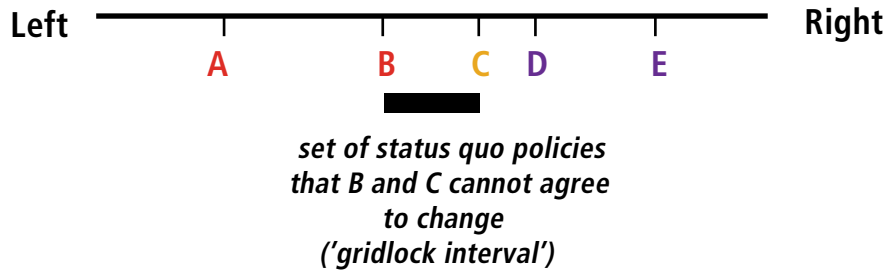 Left Right
A B C D E
set of status quo policies
that B and C cannot agree
to change
('gridlock interval')